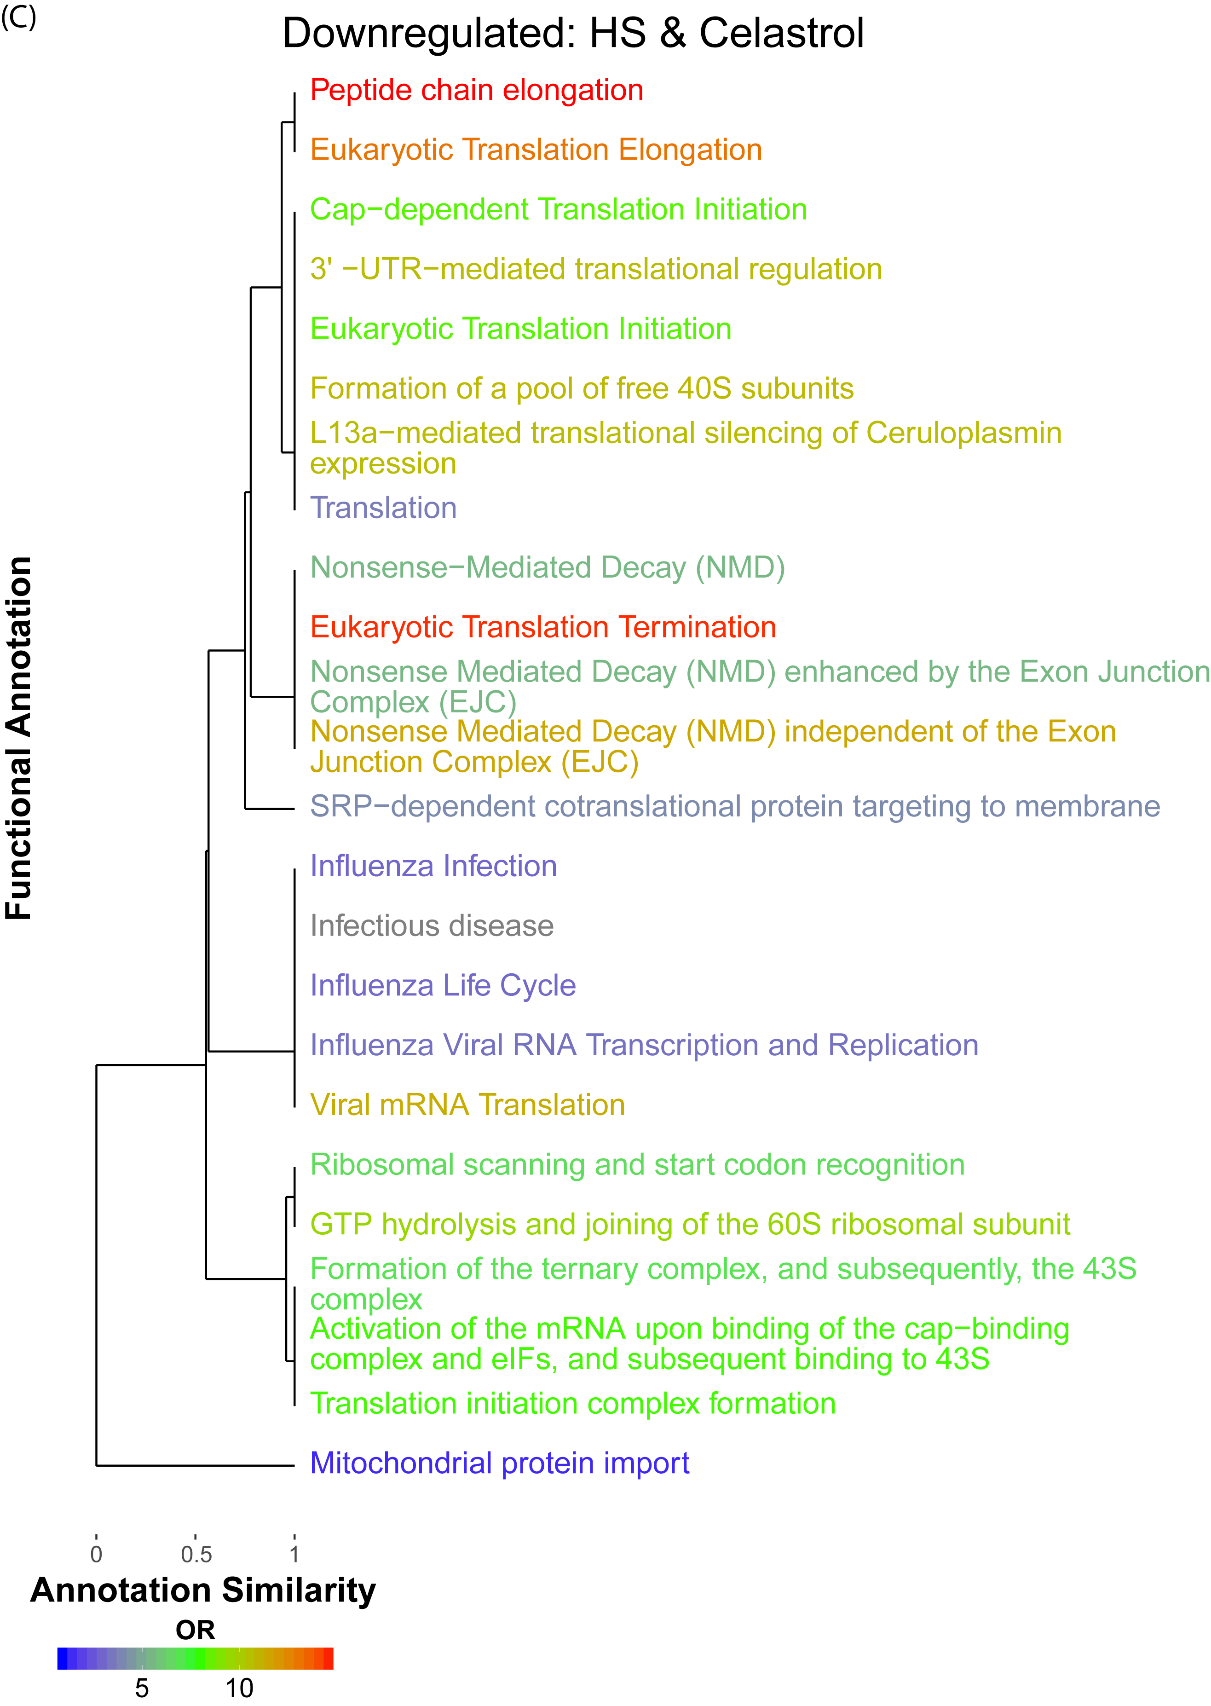 (C)
Downregulated: HS & Celastrol
Peptide chain elongation
Eukaryotic Translation Elongation
Cap−dependent Translation Initiation
3' −UTR−mediated translational regulation
Eukaryotic Translation Initiation
Formation of a pool of free 40S subunits
L13a−mediated translational silencing of Ceruloplasmin
expression
Translation
Nonsense−Mediated Decay (NMD)
Eukaryotic Translation Termination
Nonsense Mediated Decay (NMD) enhanced by the Exon Junction
Complex (EJC)
Nonsense Mediated Decay (NMD) independent of the Exon
Junction Complex (EJC)
SRP−dependent cotranslational protein targeting to membrane
Influenza Infection
Infectious disease
Influenza Life Cycle
Influenza Viral RNA Transcription and Replication
Viral mRNA Translation
Ribosomal scanning and start codon recognition
GTP hydrolysis and joining of the 60S ribosomal subunit
Formation of the ternary complex, and subsequently, the 43S
complex
Activation of the mRNA upon binding of the cap−binding
complex and eIFs, and subsequent binding to 43S
Translation initiation complex formation
Mitochondrial protein import
Functional Annotation
0 0.5 1
Annotation Similarity
OR
5 10